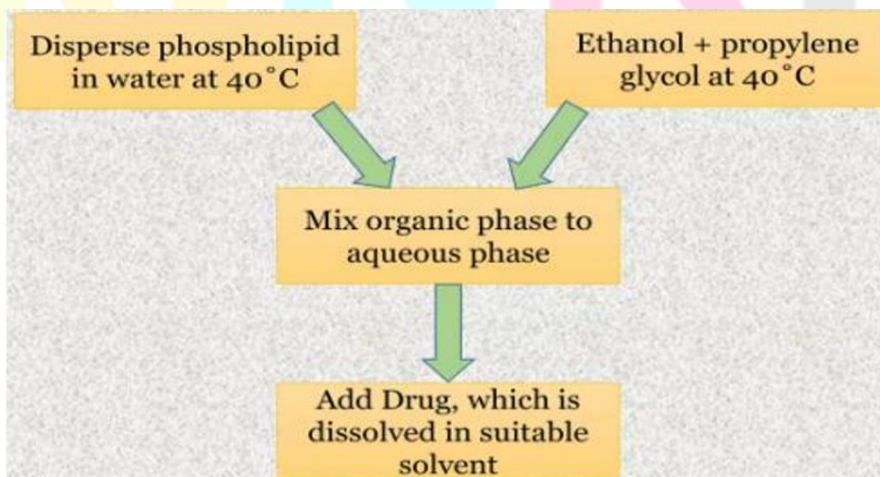 Disperse phospholipid
in water at 40°C
Ethanol + propylene
glycol at 40°C
Mix organic phase to
aqueous phase
Add Drug, which is
dissolved in suitable
solvent